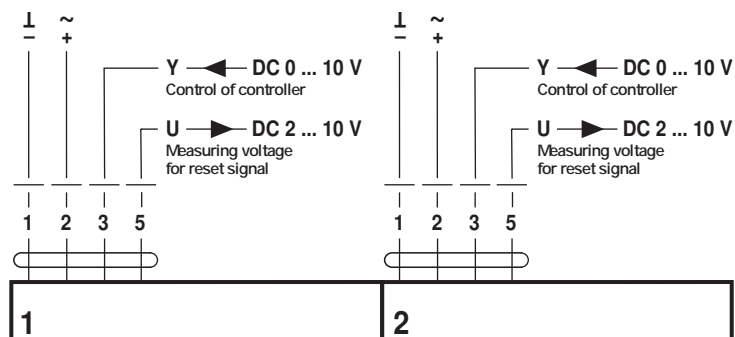 ⊥ ~ ⊥ ~
– + – +
Y DC 0 ... 10 V Y DC 0 ... 10 V
Control of controller Control of controller
U DC 2 ... 10 V U DC 2 ... 10 V
Measuring voltage Measuring voltage
for reset signal for reset signal
1 2 3 5 1 2 3 5
1 2